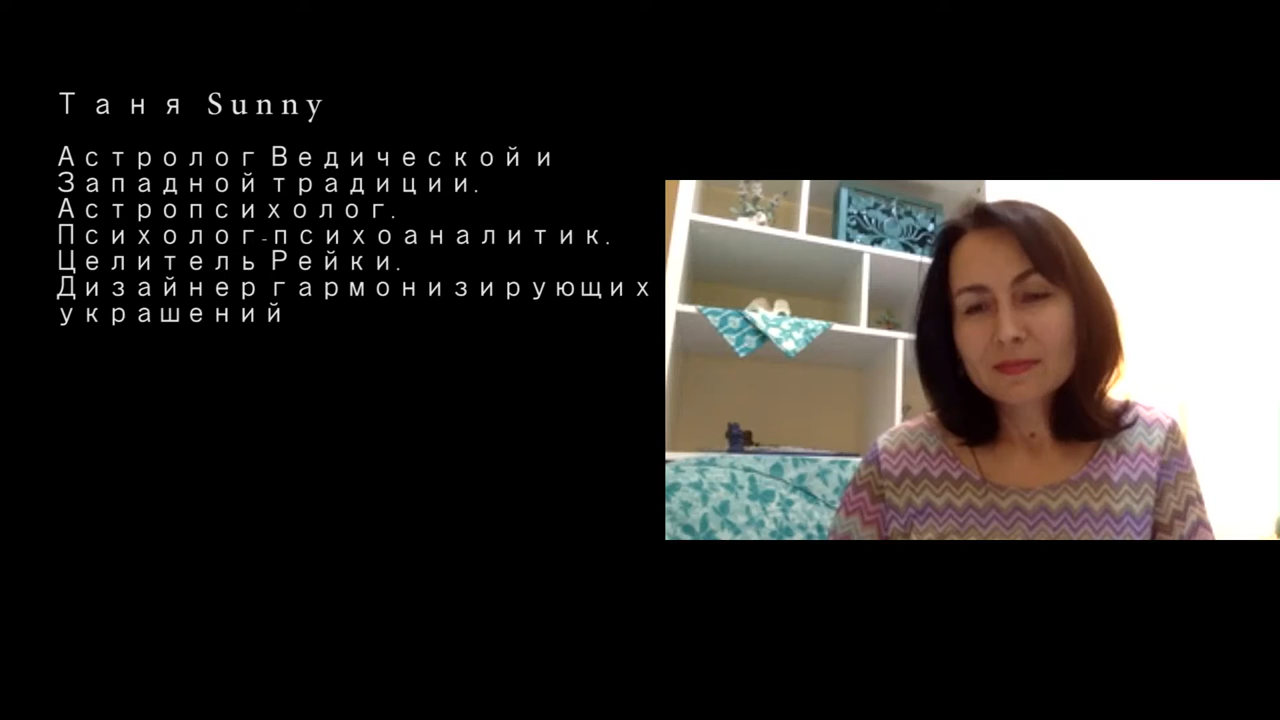 Таня Sunny
Астролог Ведической и
Западной традиции.
Астропсихолог.
Психолог-психоаналитик.
Целитель Рейки.
Дизайнер гармонизирующих
украшений